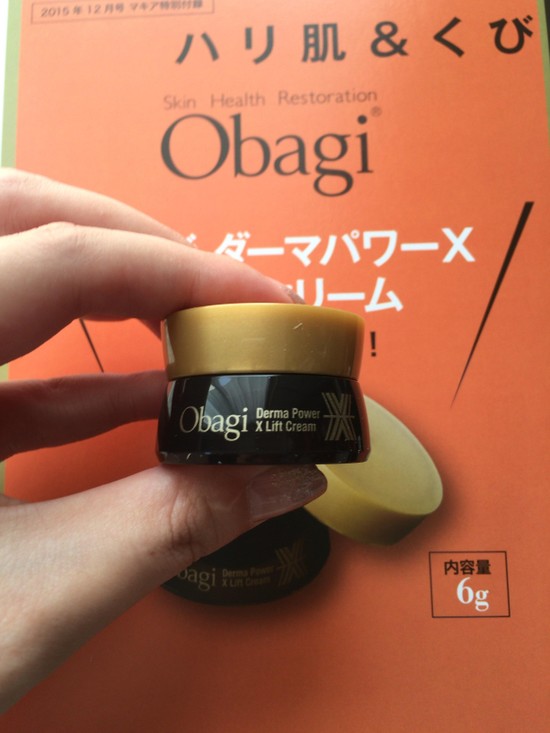 2015年12月号 マキア特別付録
ハリ肌&くび
Skin Health Restoration
Obagi®
ダーマパワーX
リーム
!
Obagi Derma Power
X Lift Cream X
内容量
6g
Derma Power
X Lift Cream X